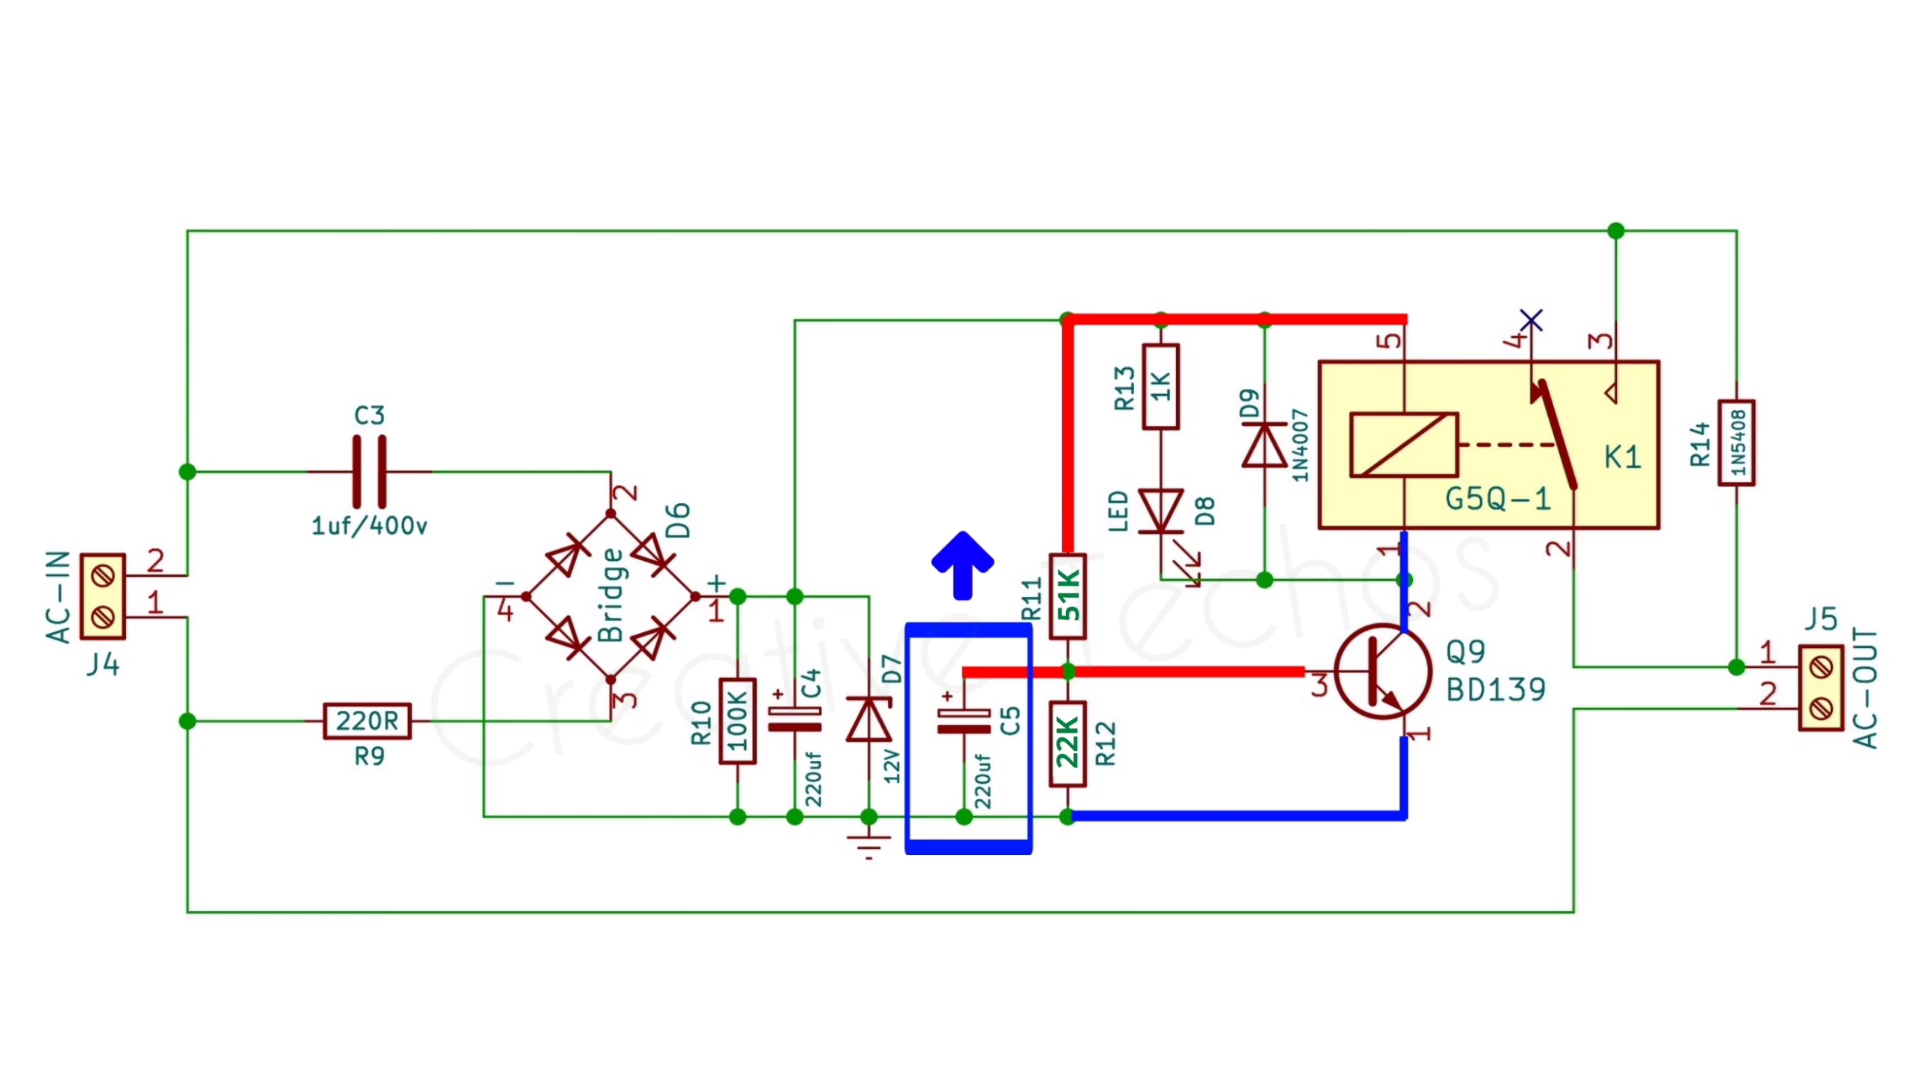 5
4
3
R13
1K
D9
1N4007
K1
G5Q-1
R14
1N5408
C3
1uf/400v
2
D6
LED
D8
1
2
AC-IN
2
1
J4
-
4
Bridge
+
1
3
R11
51K
2
Q9
BD139
3
1
J5
1
2
AC-OUT
220R
R9
R10
100K
+
C4
220uf
D7
12V
+
C5
220uf
22K
R12
Creative Techos